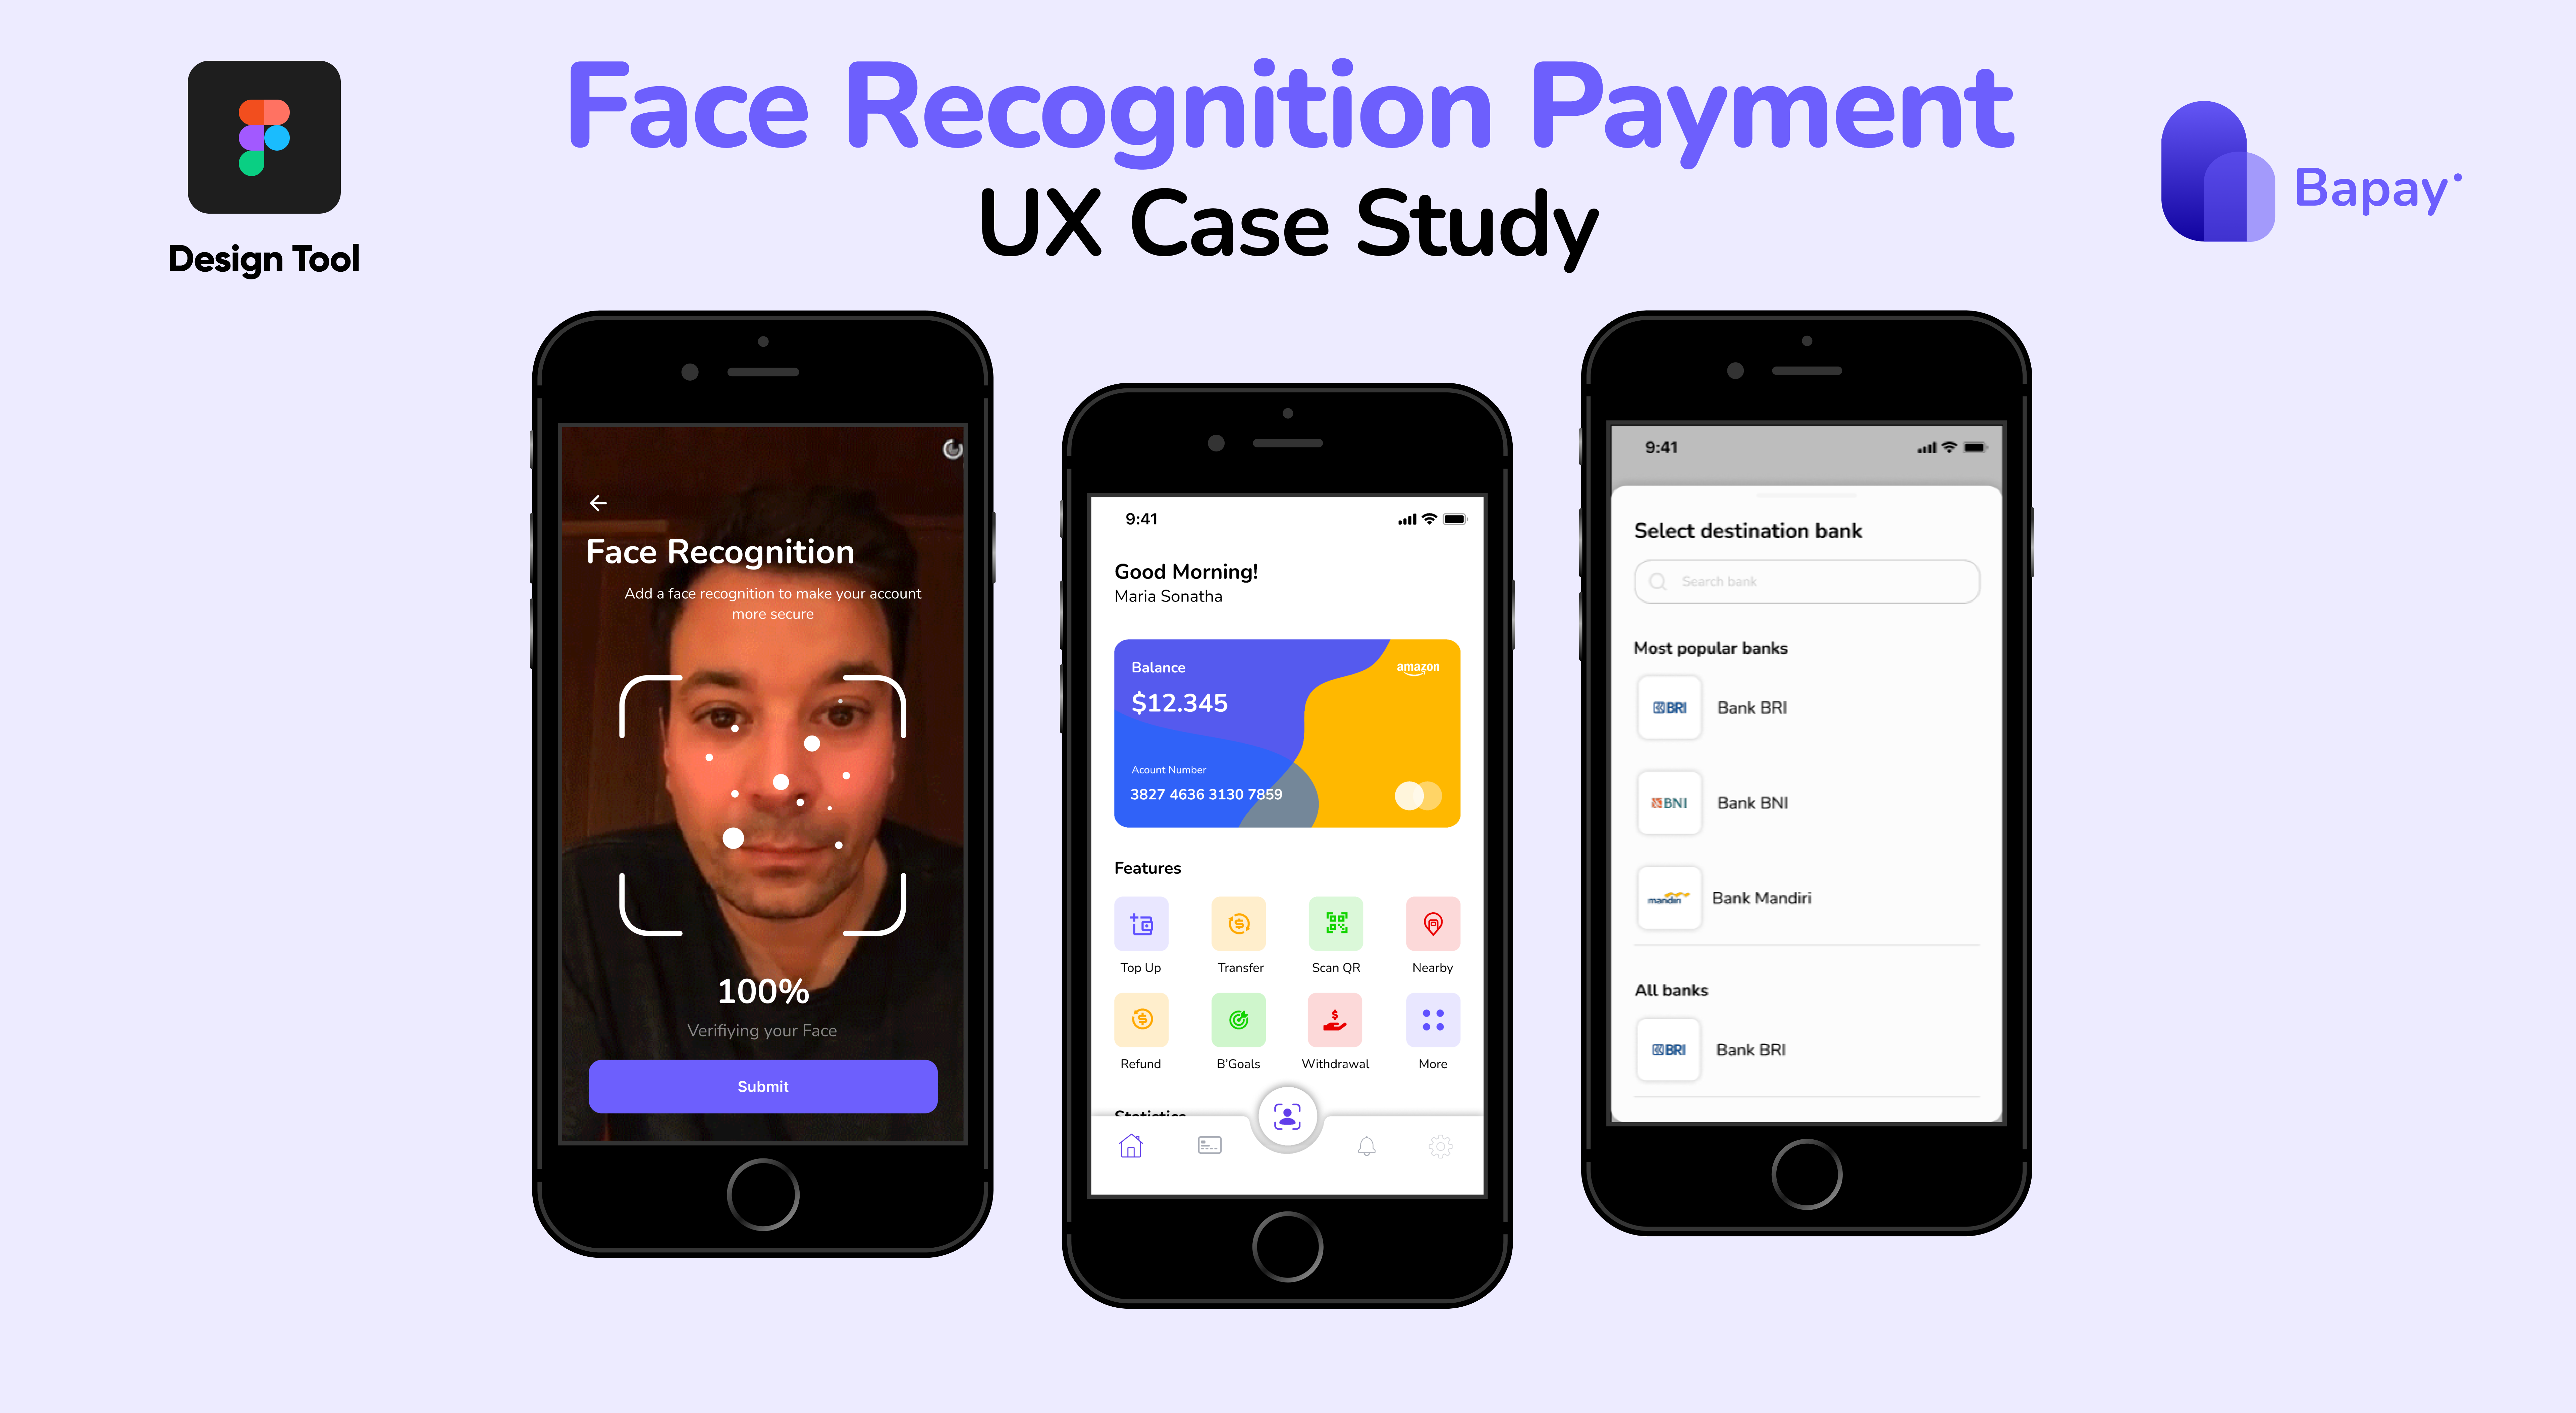 Face Recognition Payment
UX Case Study
Design Tool
Bapay
Face Recognition
Add a face recognition to make your account
more secure
100%
Verifiying your Face
Submit
9:41
Good Morning!
Maria Sonatha
Balance
amazon
$12.345
Acount Number
3827 4636 3130 7859
Features
Top Up
Transfer
Scan QR
Nearby
Refund
B'Goals
Withdrawal
More
Statistics
9:41
Select destination bank
Search bank
Most popular banks
BRI
Bank BRI
BNI
Bank BNI
mandiri
Bank Mandiri
All banks
BRI
Bank BRI